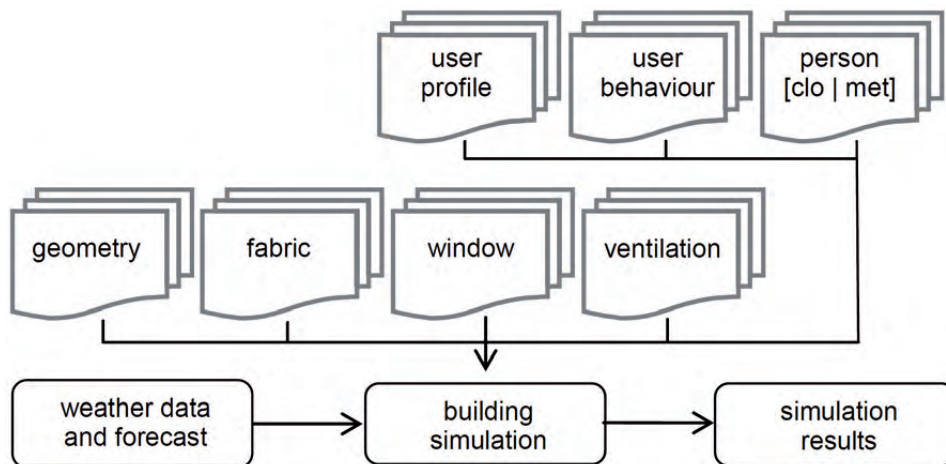 user
profile
user
behaviour
person
[clo | met]
geometry
fabric
window
ventilation
weather data
and forecast
building
simulation
simulation
results